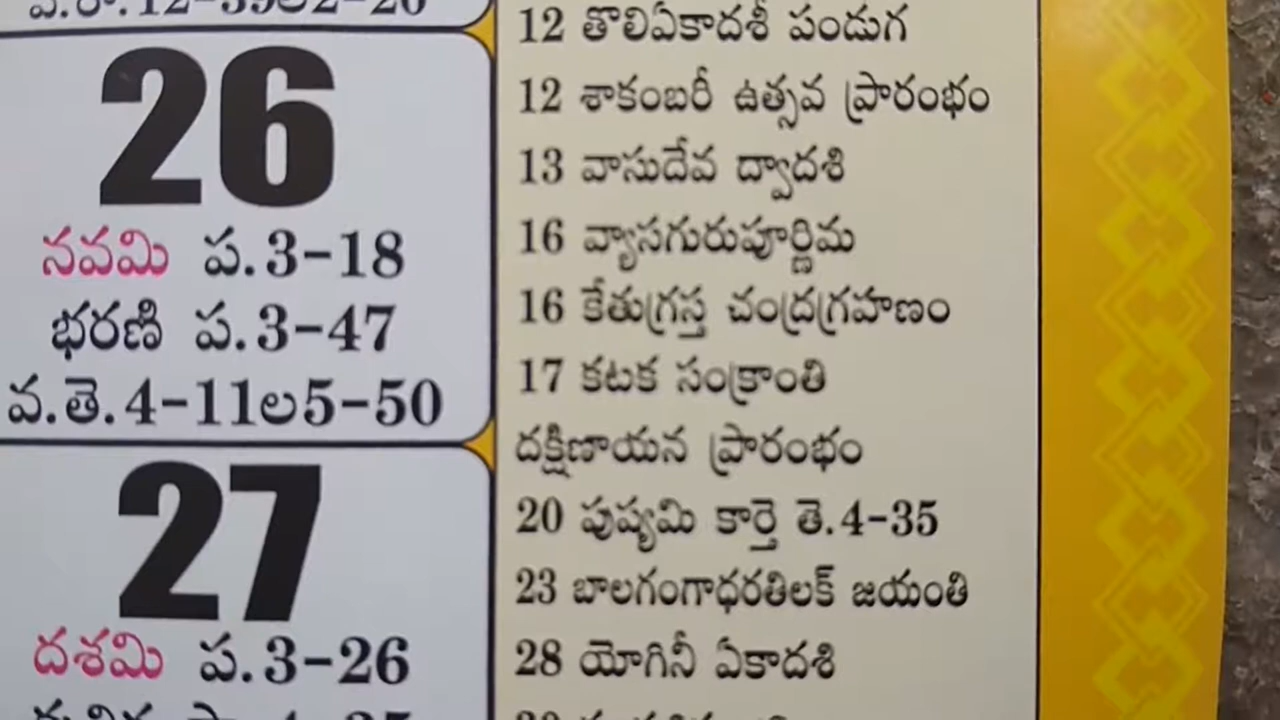 26
నవమి ప.3-18
భరణి ప.3-47
వ.తె.4-11ల5-50
27
దశమి ప.3-26
12 తొలిఏకాదశీ పండుగ
12 శాకంబరీ ఉత్సవ ప్రారంభం
13 వాసుదేవ ద్వాదశి
16 వ్యాసగురుపూర్ణిమ
16 కేతుగ్రస్త చంద్రగ్రహణం
17 కటక సంక్రాంతి
దక్షిణాయన ప్రారంభం
20 పుష్యమి కార్తె తె.4-35
23 బాలగంగాధరతిలక్ జయంతి
28 యోగినీ ఏకాదశి